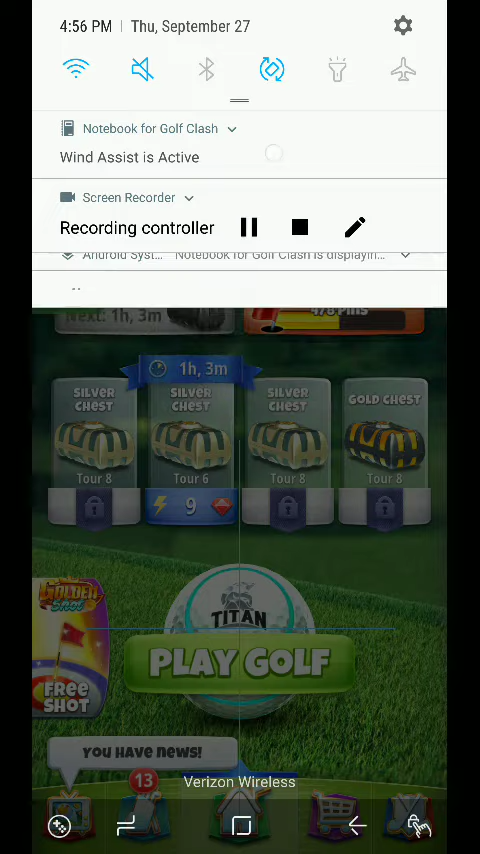 4:56 PM | Thu, September 27
Notebook for Golf Clash
Wind Assist is Active
Screen Recorder
Recording controller
Android Syst... Notebook for Golf Clash is displayin...
Next: 1h, 3m
4/8 Pins
1h, 3m
SILVER CHEST
SILVER CHEST
SILVER CHEST
GOLD CHEST
Tour 8
Tour 6
Tour 8
Tour 8
9
GOLDEN SHOT
TITAN
PLAY GOLF
FREE SHOT
YOU HAVE NEWS!
13
Verizon Wireless